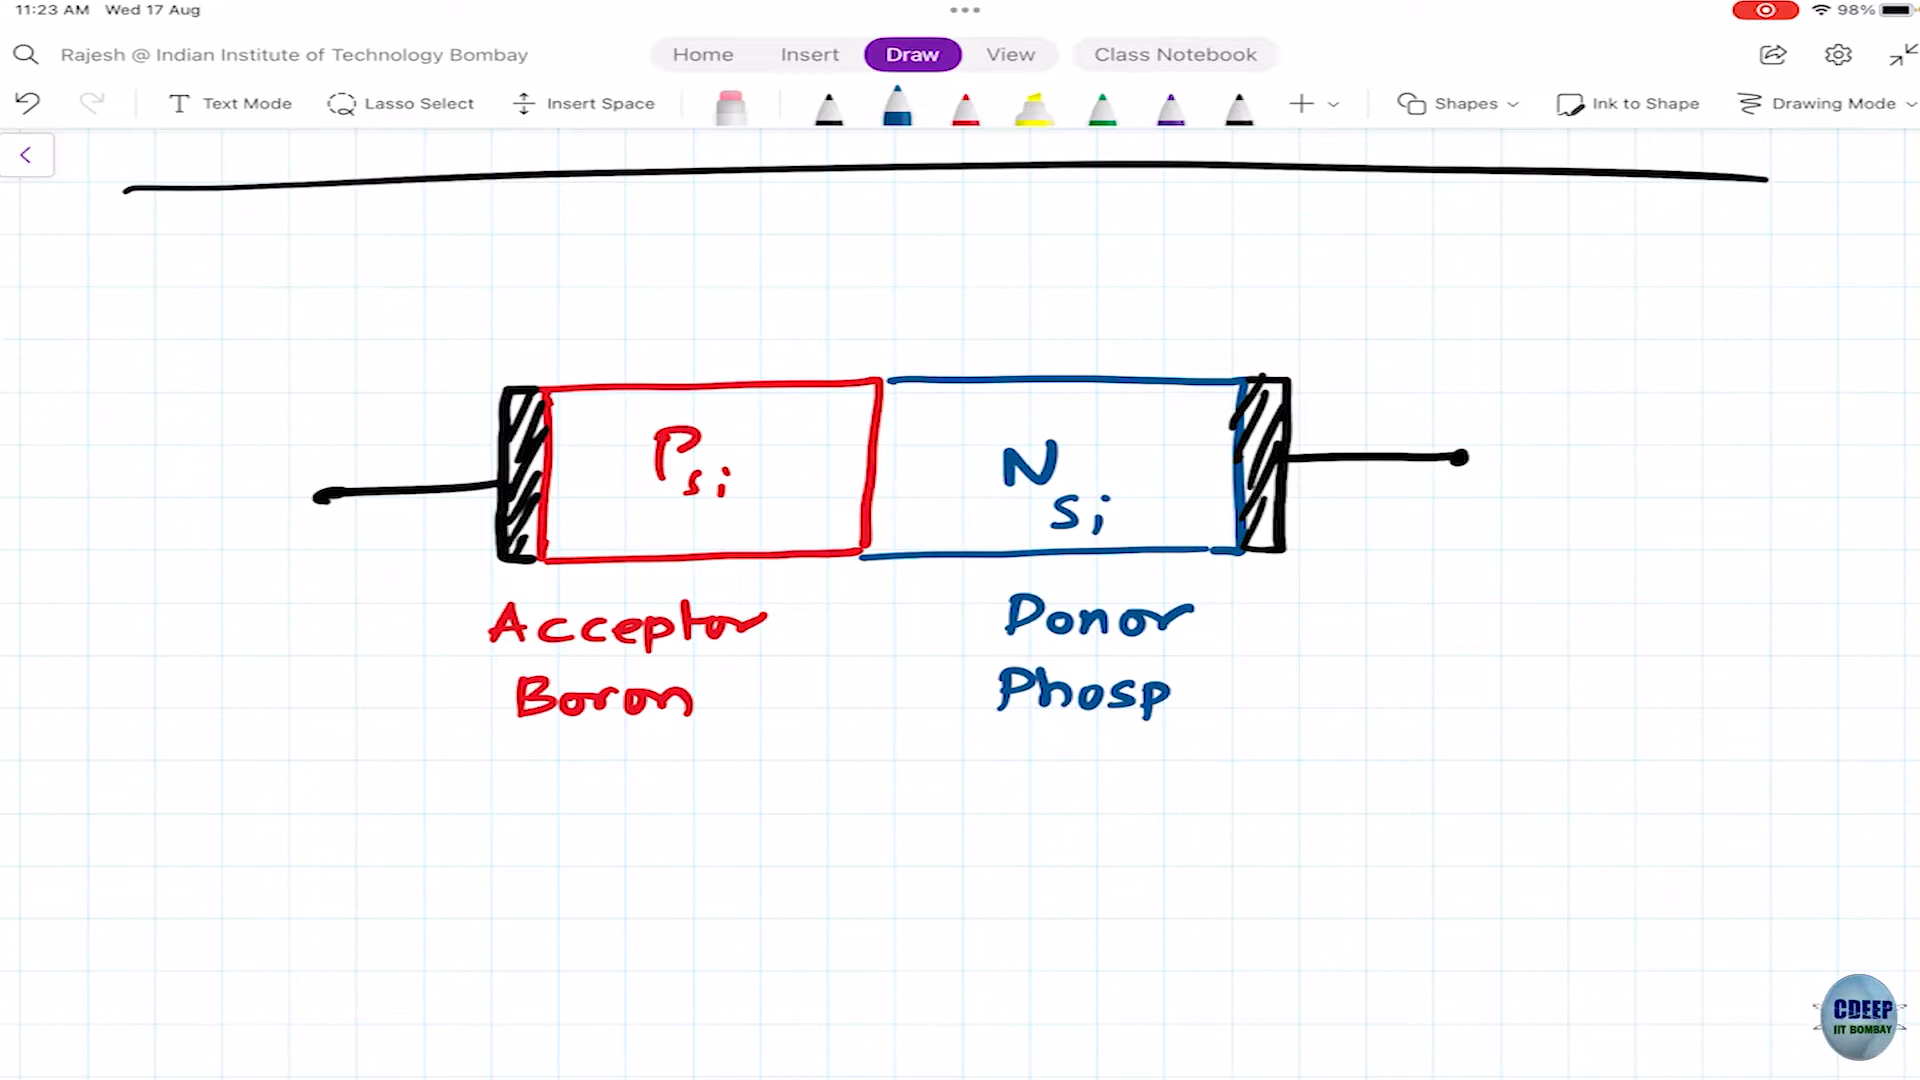 11:23 AM Wed 17 Aug
98%
Rajesh @ Indian Institute of Technology Bombay
Home Insert Draw View Class Notebook
Text Mode Lasso Select Insert Space Shapes Ink to Shape Drawing Mode
P Si
N Si
Acceptor
Donor
Boron
Phosp
CDEEP
IIT BOMBAY